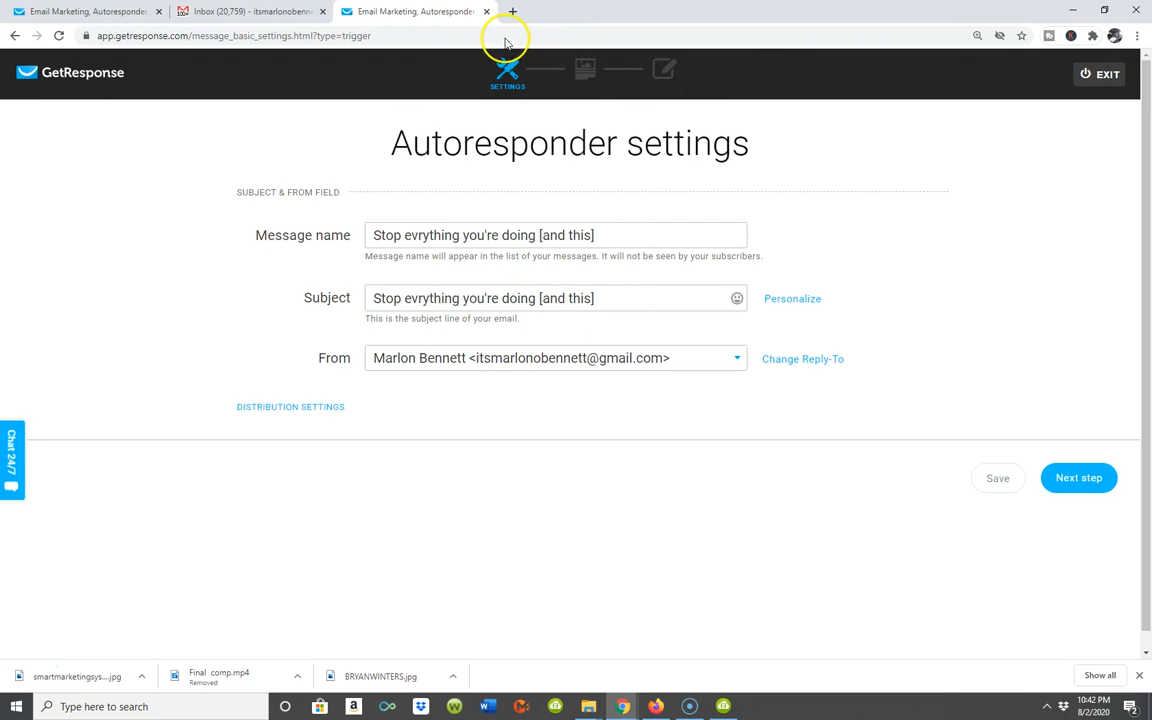 Email Marketing, Autoresponder
Inbox (20,759) - itsmarlonobenn
Email Marketing, Autoresponder
app.getresponse.com/message_basic_settings.html?type=trigger
GetResponse
SETTINGS
EXIT
Autoresponder settings
SUBJECT & FROM FIELD
Message name
Stop evrything you're doing [and this]
Message name will appear in the list of your messages. It will not be seen by your subscribers.
Subject
Stop evrything you're doing [and this]
Personalize
This is the subject line of your email.
From
Marlon Bennett <itsmarlonobennett@gmail.com>
Change Reply-To
DISTRIBUTION SETTINGS
Chat 24/7
Save
Next step
smartmarketingsys....jpg
Final comp.mp4
Removed
BRYANWINTERS.jpg
Show all
Type here to search
10:42 PM
8/2/2020
2